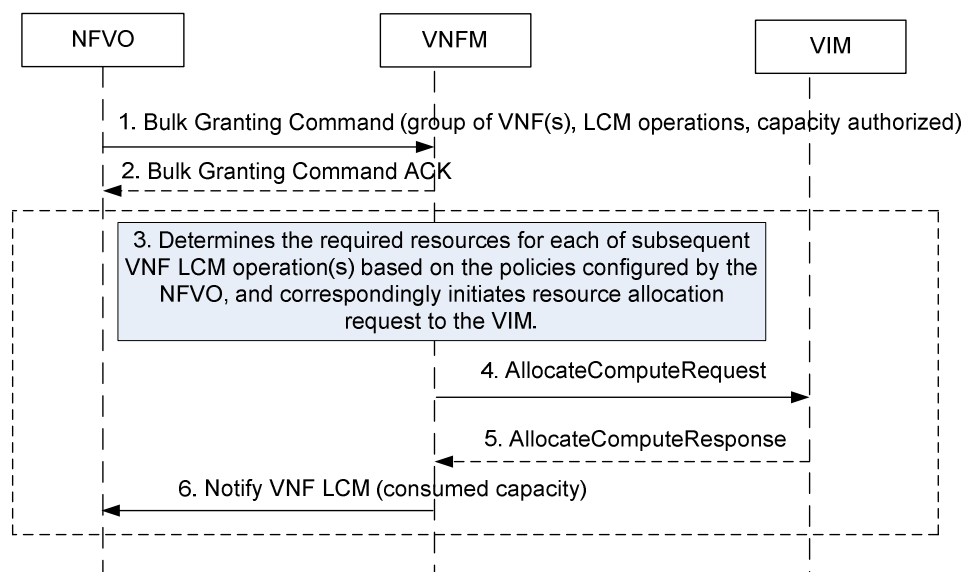 NFVO
VNFM
VIM
1. Bulk Granting Command (group of VNF(s), LCM operations, capacity authorized)
2. Bulk Granting Command ACK
3. Determines the required resources for each of subsequent
VNF LCM operation(s) based on the policies configured by the
NFVO, and correspondingly initiates resource allocation
request to the VIM.
4. AllocateComputeRequest
5. AllocateComputeResponse
6. Notify VNF LCM (consumed capacity)